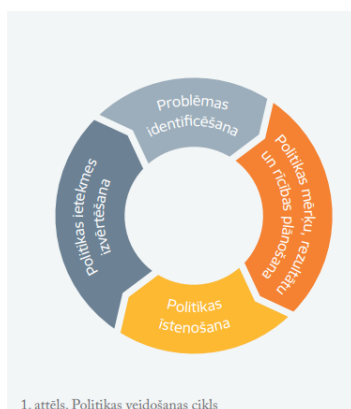 Problēmas
identificēšana
Politikas mērķu, rezultātu
un rīcības plānošana
Politikas
īstenošana
Politikas ietekmes
izvērtēšana
1. attēls. Politikas veidošanas cikls